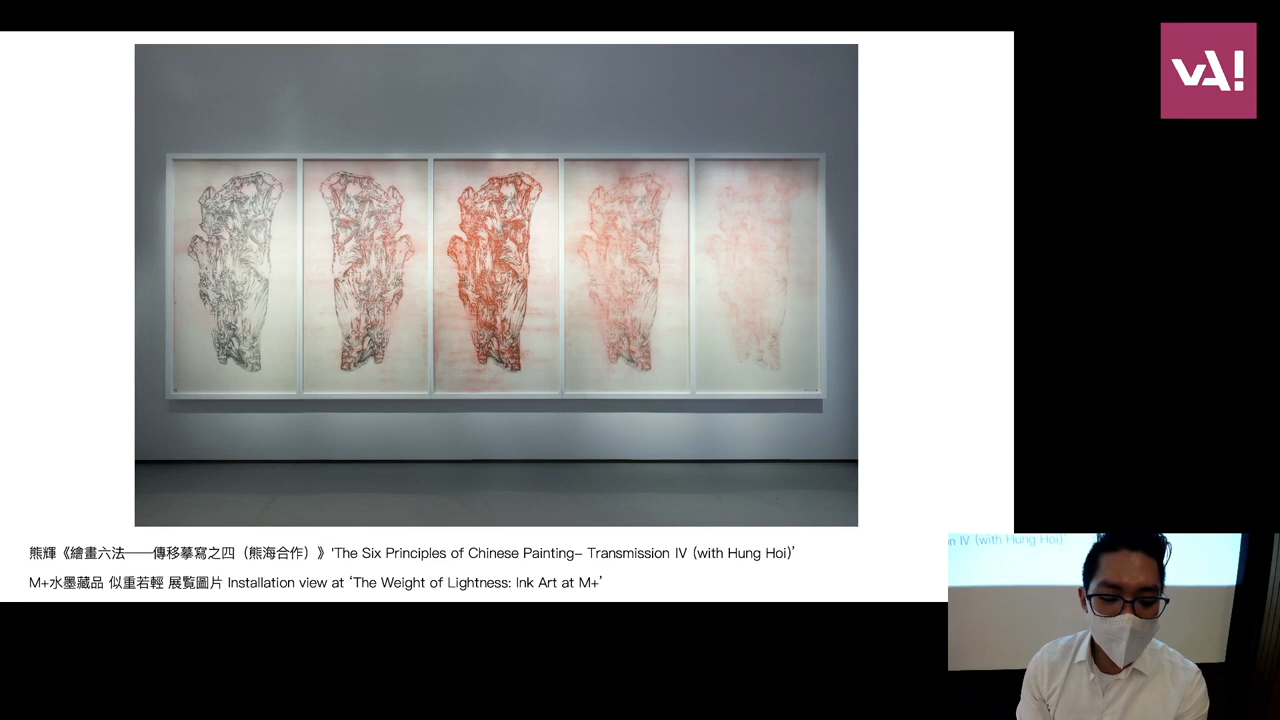 vA!
熊輝《繪畫六法——傳移摹寫之四（熊海合作）》'The Six Principles of Chinese Painting– Transmission IV (with Hung Hoi)’
M+水墨藏品 似重若輕 展覧圖片 Installation view at ‘The Weight of Lightness: Ink Art at M+’
n IV (with Hung Hoi)’